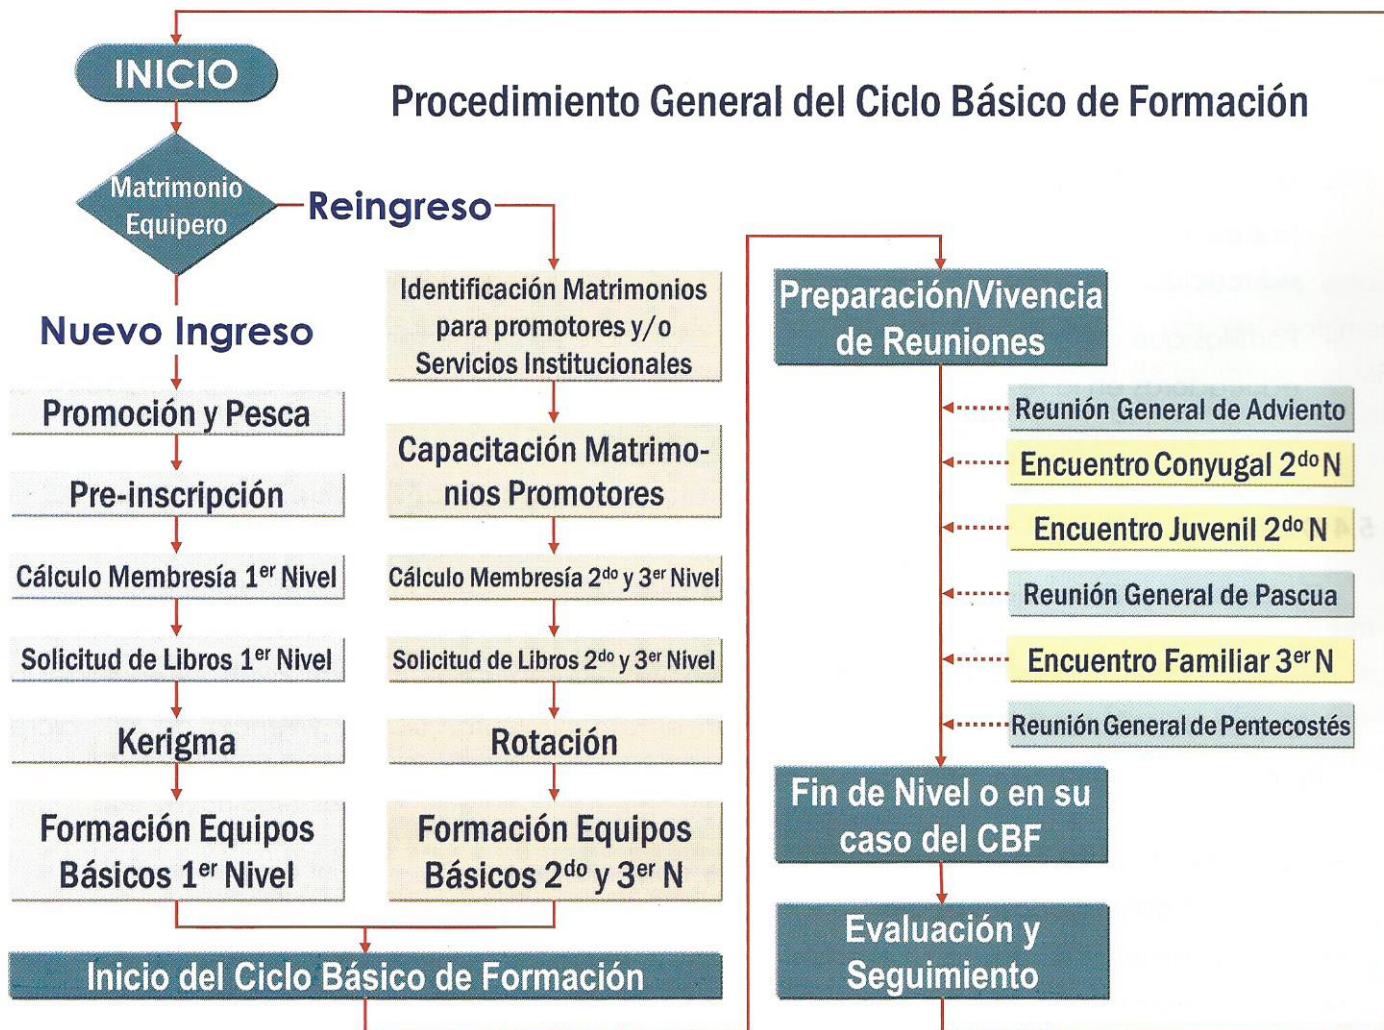 INICIO
Procedimiento General del Ciclo Básico de Formación
Matrimonio
Equipero
Reingreso
Nuevo Ingreso
Promoción y Pesca
Pre-inscripción
Cálculo Membresía 1er Nivel
Solicitud de Libros 1er Nivel
Kerigma
Formación Equipos
Básicos 1er Nivel
Identificación Matrimonios
para promotores y/o
Servicios Institucionales
Capacitación Matrimo-
nios Promotores
Cálculo Membresía 2do y 3er Nivel
Solicitud de Libros 2do y 3er Nivel
Rotación
Formación Equipos
Básicos 2do y 3er N
Inicio del Ciclo Básico de Formación
Preparación/Vivencia
de Reuniones
Reunión General de Adviento
Encuentro Conyugal 2do N
Encuentro Juvenil 2do N
Reunión General de Pascua
Encuentro Familiar 3er N
Reunión General de Pentecostés
Fin de Nivel o en su
caso del CBF
Evaluación y
Seguimiento